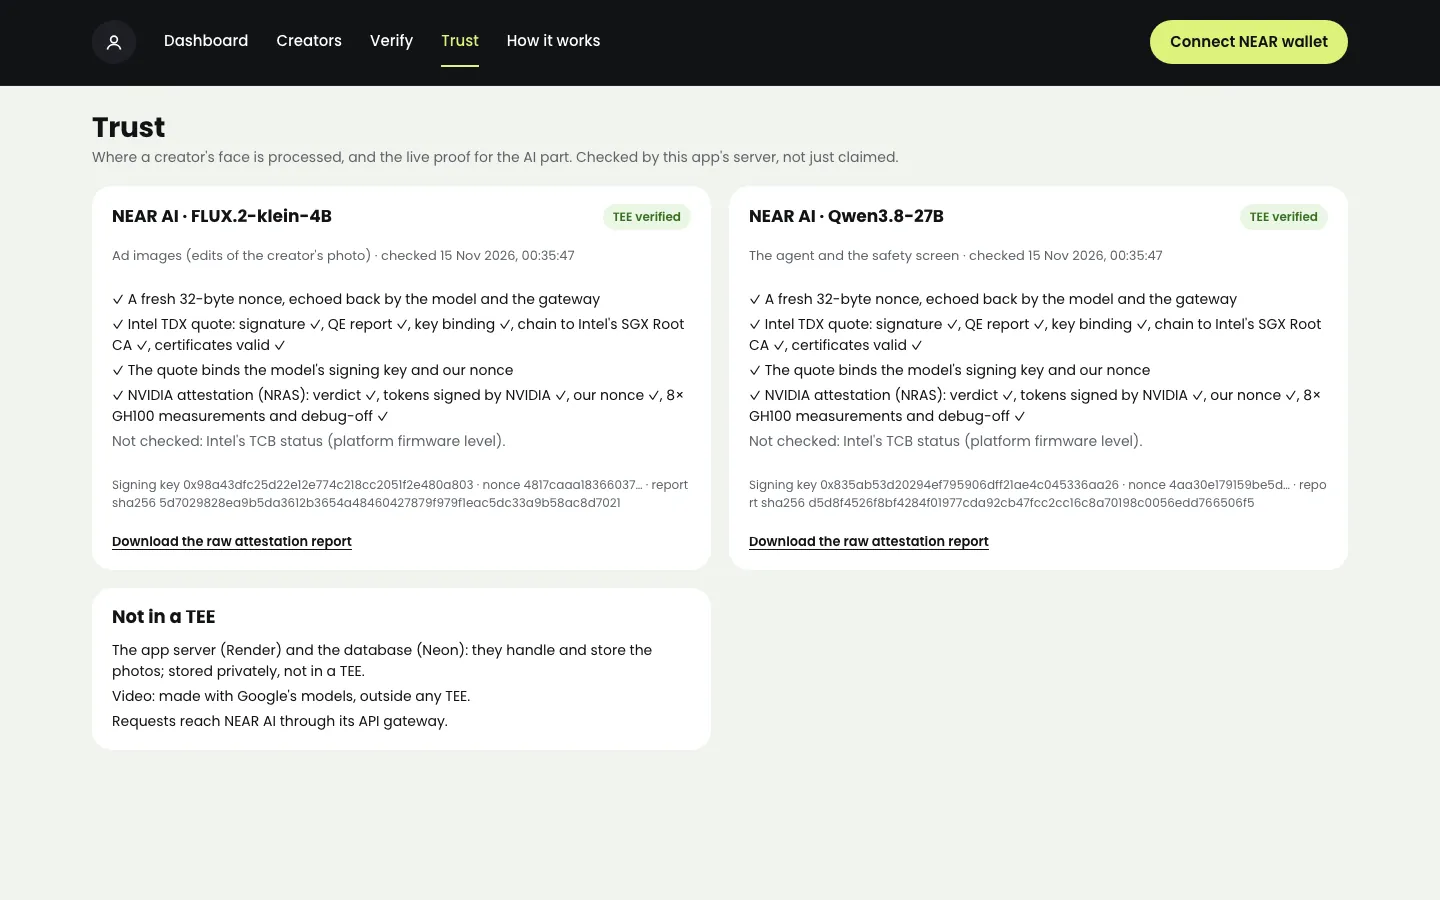 Dashboard Creators Verify Trust How it works Connect NEAR wallet
Trust
Where a creator's face is processed, and the live proof for the AI part. Checked by this app's server, not just claimed.
NEAR AI · FLUX.2-klein-4B TEE verified
Ad images (edits of the creator's photo) · checked 15 Nov 2026, 00:35:47
✓ A fresh 32-byte nonce, echoed back by the model and the gateway
✓ Intel TDX quote: signature ✓, QE report ✓, key binding ✓, chain to Intel's SGX Root
CA ✓, certificates valid ✓
✓ The quote binds the model's signing key and our nonce
✓ NVIDIA attestation (NRAS): verdict ✓, tokens signed by NVIDIA ✓, our nonce ✓, 8×
GH100 measurements and debug-off ✓
Not checked: Intel's TCB status (platform firmware level).
Signing key 0x98a43dfc25d22e12e774c218cc2051f2e480a803 · nonce 4817caaa18366037… · report
sha256 5d7029828ea9b5da3612b3654a48460427879f979f1eac5dc33a9b58ac8d7021
Download the raw attestation report
NEAR AI · Qwen3.8-27B TEE verified
The agent and the safety screen · checked 15 Nov 2026, 00:35:47
✓ A fresh 32-byte nonce, echoed back by the model and the gateway
✓ Intel TDX quote: signature ✓, QE report ✓, key binding ✓, chain to Intel's SGX Root
CA ✓, certificates valid ✓
✓ The quote binds the model's signing key and our nonce
✓ NVIDIA attestation (NRAS): verdict ✓, tokens signed by NVIDIA ✓, our nonce ✓, 8×
GH100 measurements and debug-off ✓
Not checked: Intel's TCB status (platform firmware level).
Signing key 0x835ab53d20294ef795906dff21ae4c045336aa26 · nonce 4aa30e179159be5d… · repo
rt sha256 d5d8f4526f8bf4284f01977cda92cb47fcc2cc16c8a70198c0056edd766506f5
Download the raw attestation report
Not in a TEE
The app server (Render) and the database (Neon): they handle and store the
photos; stored privately, not in a TEE.
Video: made with Google's models, outside any TEE.
Requests reach NEAR AI through its API gateway.